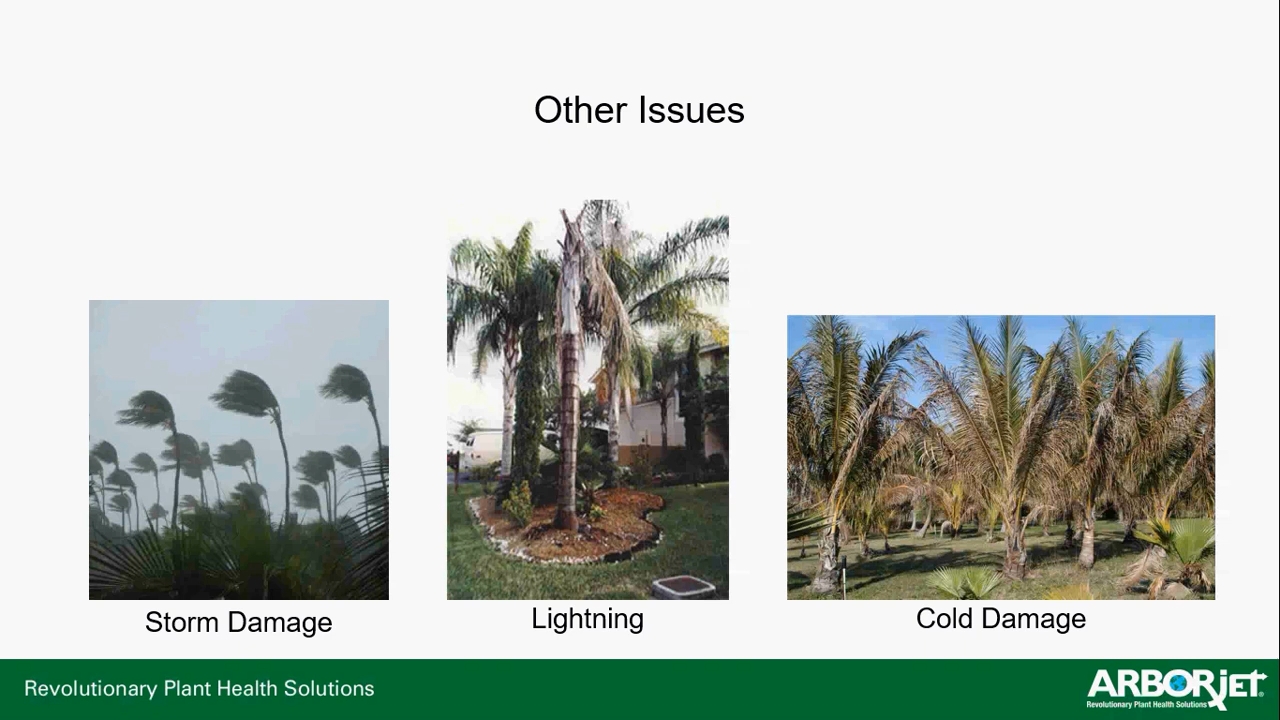 Other Issues
Storm Damage
Lightning
Cold Damage
Revolutionary Plant Health Solutions
ARBORJET®
Revolutionary Plant Health Solutions